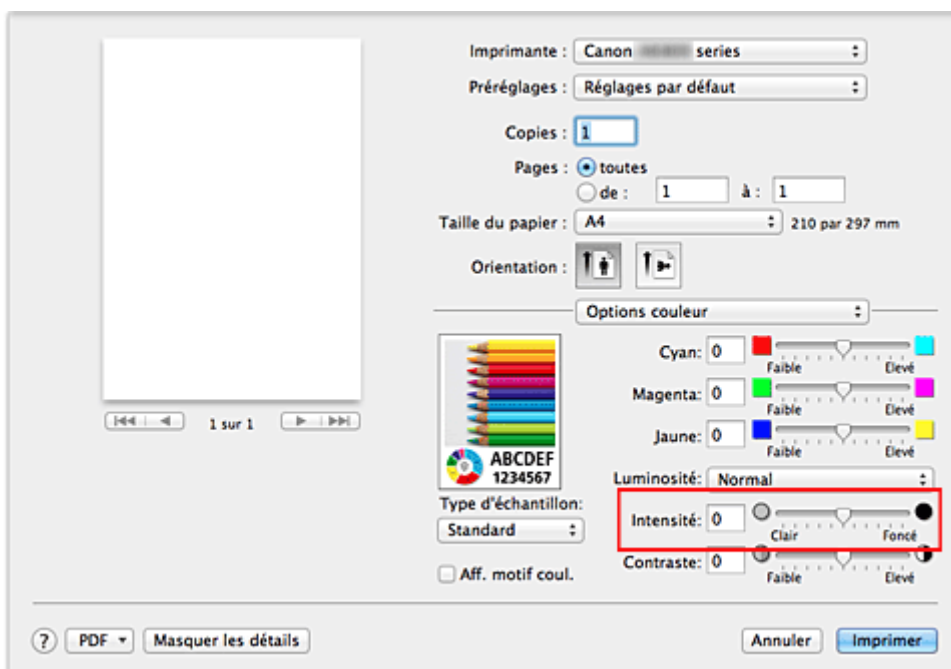 Imprimante : Canon series
Préréglages : Réglages par défaut
Copies : 1
Pages : toutes
de : 1 à : 1
Taille du papier : A4 210 par 297 mm
Orientation :
Options couleur
Cyan: 0
Faible Elevé
Magenta: 0
Faible Elevé
Jaune: 0
Faible Elevé
Luminosité: Normal
Intensité: 0
Clair Foncé
Contraste: 0
Faible Elevé
ABCDEF
1234567
Type d'échantillon:
Standard
Aff. motif coul.
1 sur 1
? PDF Masquer les détails Annuler Imprimer